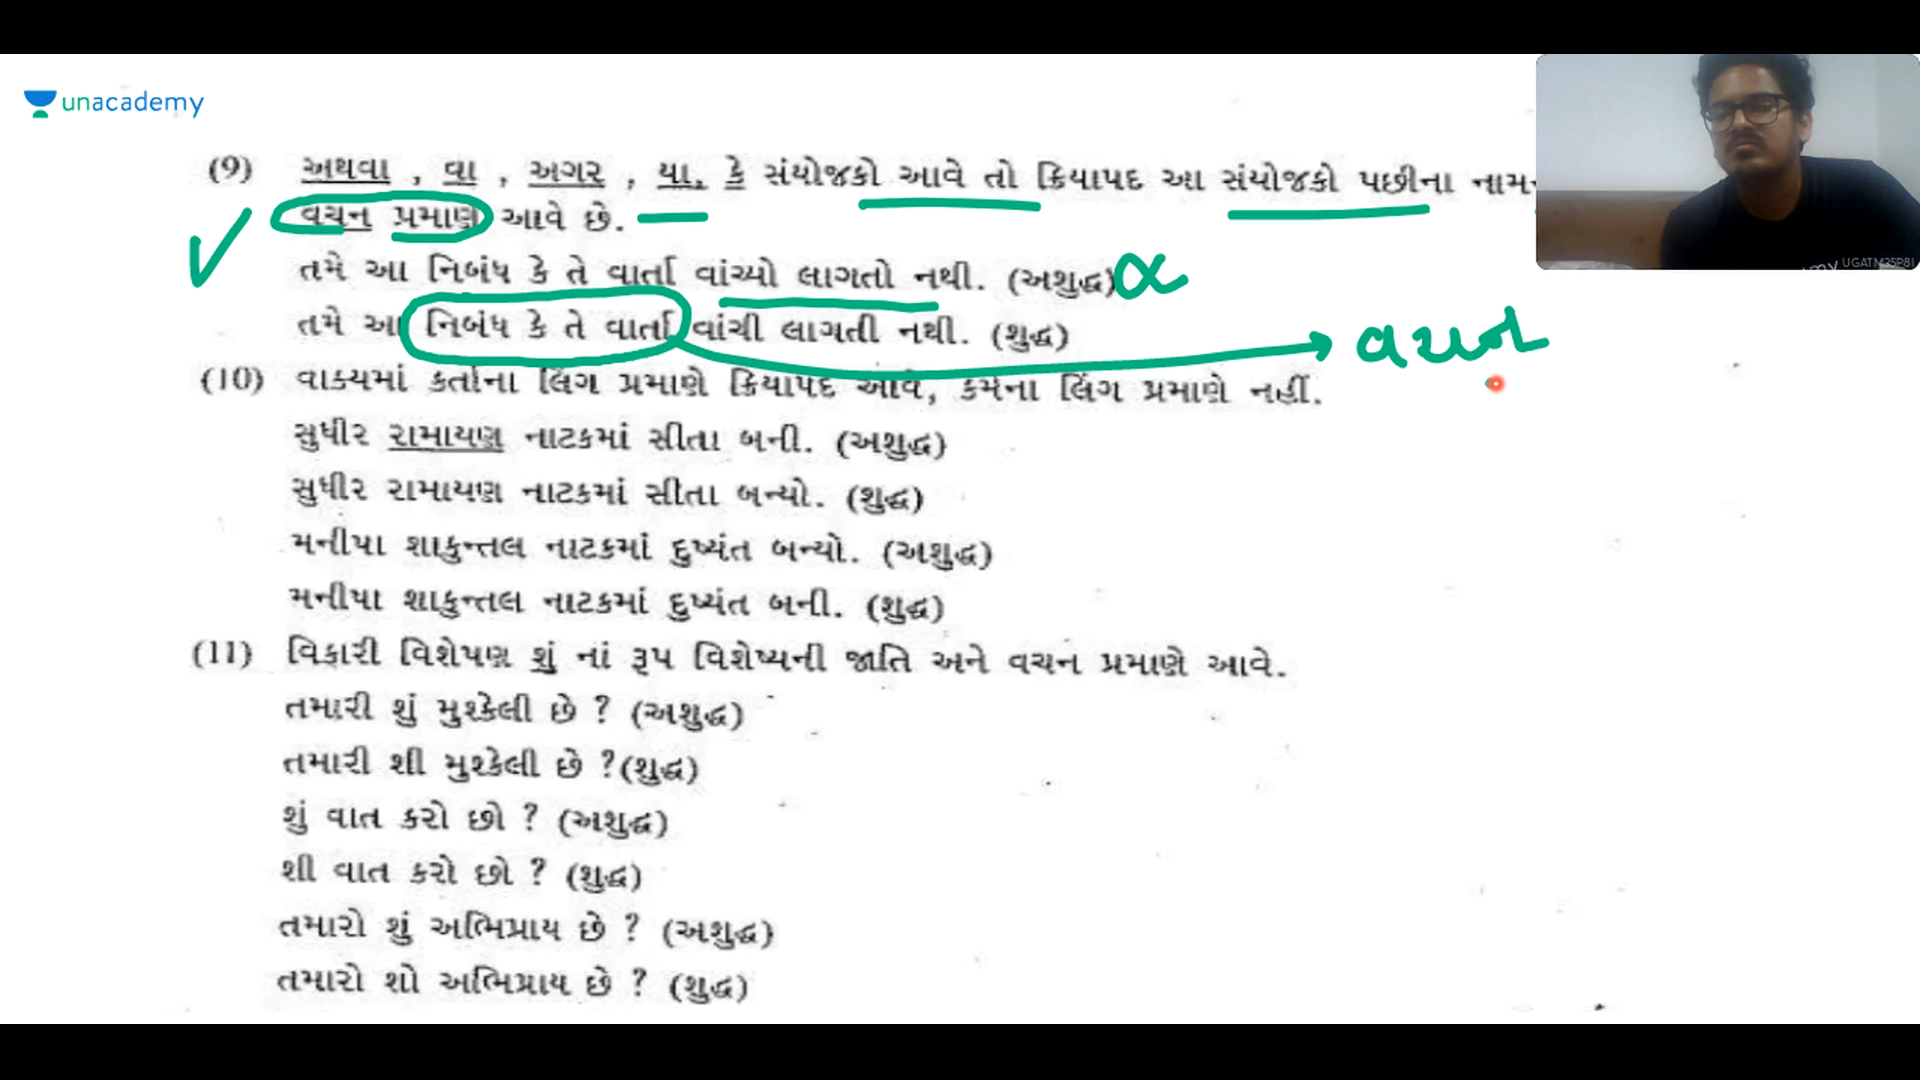 unacademy
(9) અથવા , વા , અગર , યા, કે સંયોજકો આવે તો ક્રિયાપદ આ સંયોજકો પછીના
વચન પ્રમાણે આવે છે.
તમે આ નિબંધ કે તે વાર્તા વાંચ્યો લાગતો નથી. (અશુદ્ધ)
તમે આ નિબંધ કે તે વાર્તા વાંચી લાગતી નથી. (શુદ્ધ)
વચન
(10) વાક્યમાં કર્તાના લિંગ પ્રમાણે ક્રિયાપદ આવે, કર્મના લિંગ પ્રમાણે નહીં.
સુધીર રામાયણ નાટકમાં સીતા બની. (અશુદ્ધ)
સુધીર રામાયણ નાટકમાં સીતા બન્યો. (શુદ્ધ)
મનીષા શાકુન્તલ નાટકમાં દુષ્યંત બન્યો. (અશુદ્ધ)
મનીષા શાકુન્તલ નાટકમાં દુષ્યંત બની. (શુદ્ધ)
(11) વિકારી વિશેષણ શું નાં રૂપ વિશેષ્યની જાતિ અને વચન પ્રમાણે આવે.
તમારી શું મુશ્કેલી છે ? (અશુદ્ધ)
તમારી શી મુશ્કેલી છે ?(શુદ્ધ)
શું વાત કરો છો ? (અશુદ્ધ)
શી વાત કરો છો ? (શુદ્ધ)
તમારો શું અભિપ્રાય છે ? (અશુદ્ધ)
તમારો શો અભિપ્રાય છે ? (શુદ્ધ)